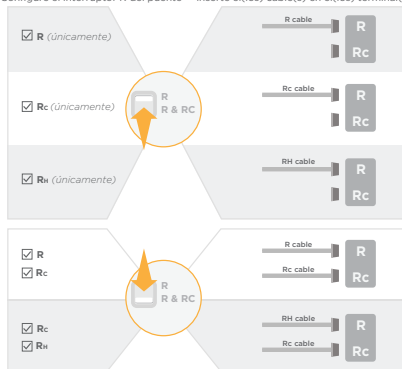 Configure el interruptor R del puente
Inserte el(los) cable(s) en el(los) terminal(
R (únicamente)
R cable
R
Rc
Rc (únicamente)
R
R & RC
Rc cable
R
Rc
RH (únicamente)
RH cable
R
Rc
R
Rc
R
R & RC
R cable
Rc cable
R
Rc
Rc
RH
RH cable
Rc cable
R
Rc